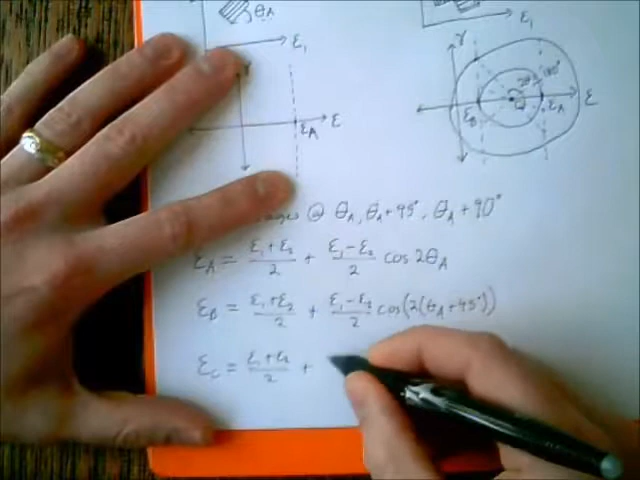 θA
ε1
ε1
γ
ε
εA
γ
ε
εB
εA
@ θA, θA+45°, θA+90°
εA = (ε1+ε2)/2 + (ε1-ε2)/2 cos 2θA
εB = (ε1+ε2)/2 + (ε1-ε2)/2 cos(2(θA+45°))
εc = (ε1+ε2)/2 +